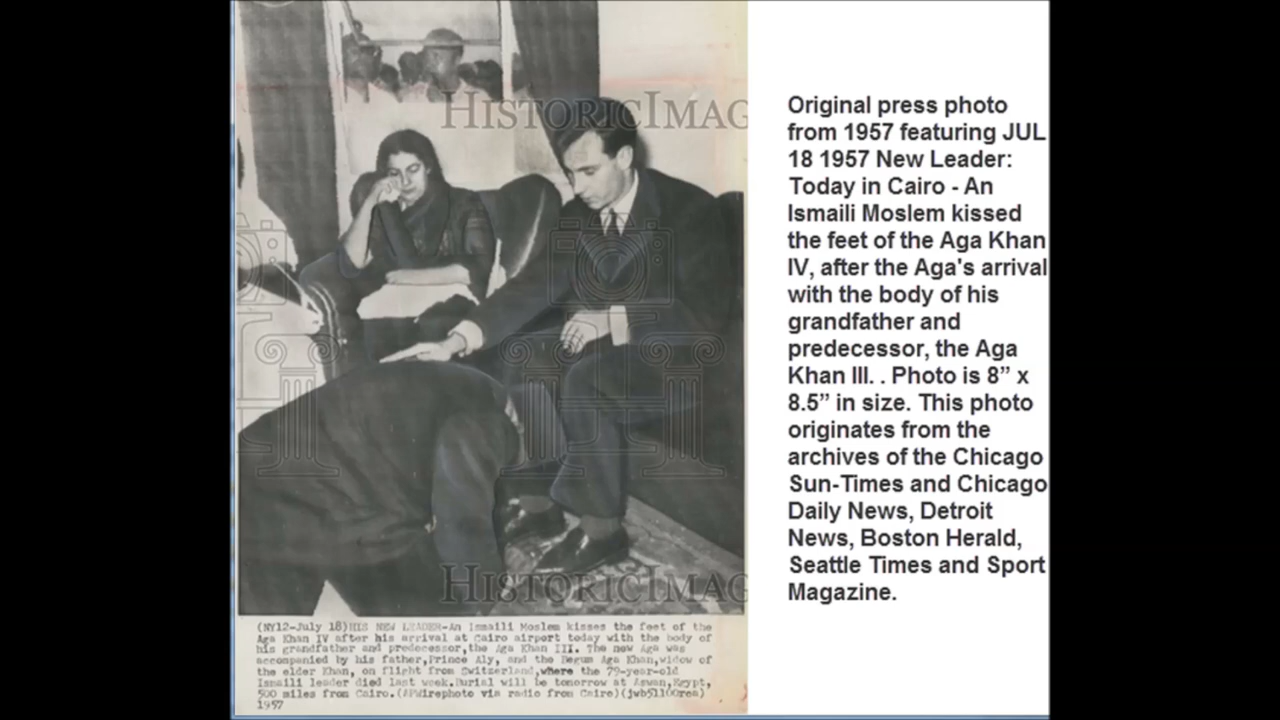 HISTORICIMAG
Original press photo
from 1957 featuring JUL
18 1957 New Leader:
Today in Cairo - An
Ismaili Moslem kissed
the feet of the Aga Khan
IV, after the Aga's arrival
with the body of his
grandfather and
predecessor, the Aga
Khan III. . Photo is 8” x
8.5” in size. This photo
originates from the
archives of the Chicago
Sun-Times and Chicago
Daily News, Detroit
News, Boston Herald,
Seattle Times and Sport
Magazine.
HISTORICIMAG
(NY12-July 18)HIS NEW LEADER-An Ismaili Moslem kisses the feet of the
Aga Khan IV after his arrival at Cairo airport today with the body of
his grandfather and predecessor,the Aga Khan III. The new Aga was
accompanied by his father,Prince Aly, and the Begum Aga Khan,widow of
the elder Khan, on flight from Switzerland,where the 79-year-old
Ismaili leader died last week.Burial will be tomorrow at Aswan,Egypt,
500 miles from Cairo.(APWirephoto via radio from Cairo)(jwb51100rea)
1957